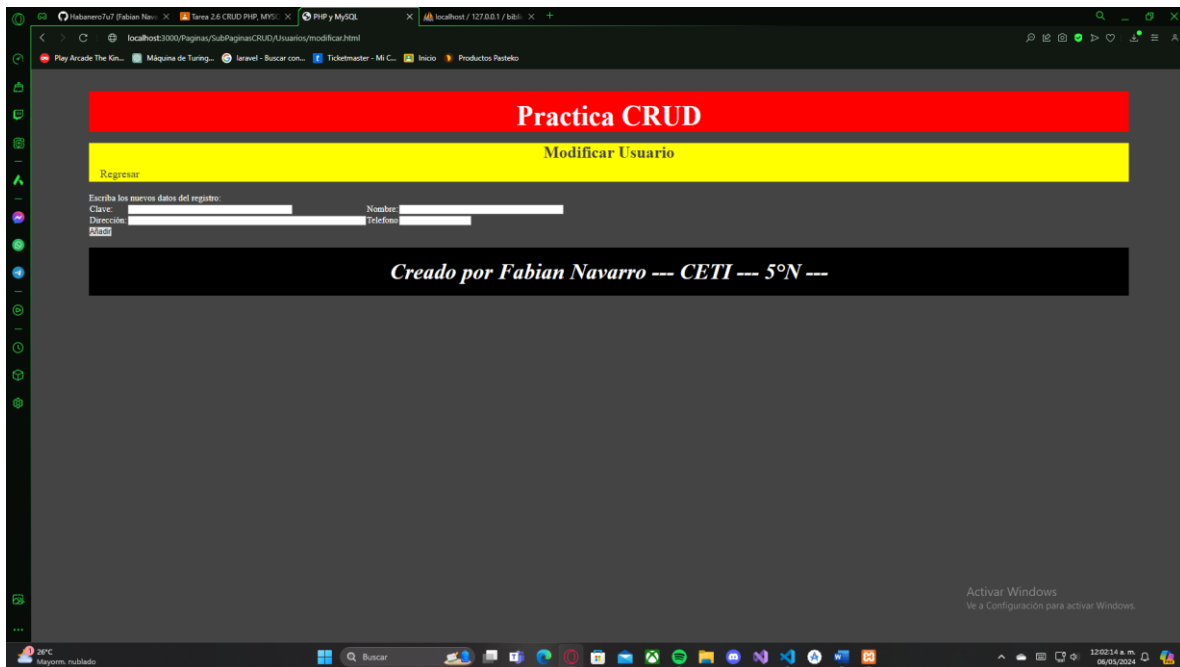 Habanero7u7 (Fabian Nav
Tarea 2.6 CRUD PHP, MYS
PHP y MySQL
localhost / 127.0.0.1 / bibli
localhost:3000/Paginas/SubPaginasCRUD/Usuarios/modificar.html
Play Arcade The Kin...
Máquina de Turing...
laravel - Buscar con...
Ticketmaster - Mi C...
Inicio
Productos Pasteko
Practica CRUD
Modificar Usuario
Regresar
Escriba los nuevos datos del registro:
Clave:
Nombre:
Dirección:
Telefono
Añadir
Creado por Fabian Navarro --- CETI --- 5°N ---
Activar Windows
Ve a Configuración para activar Windows.
1
26°C
Mayorm. nublado
Buscar
12:02:14 a. m.
06/05/2024